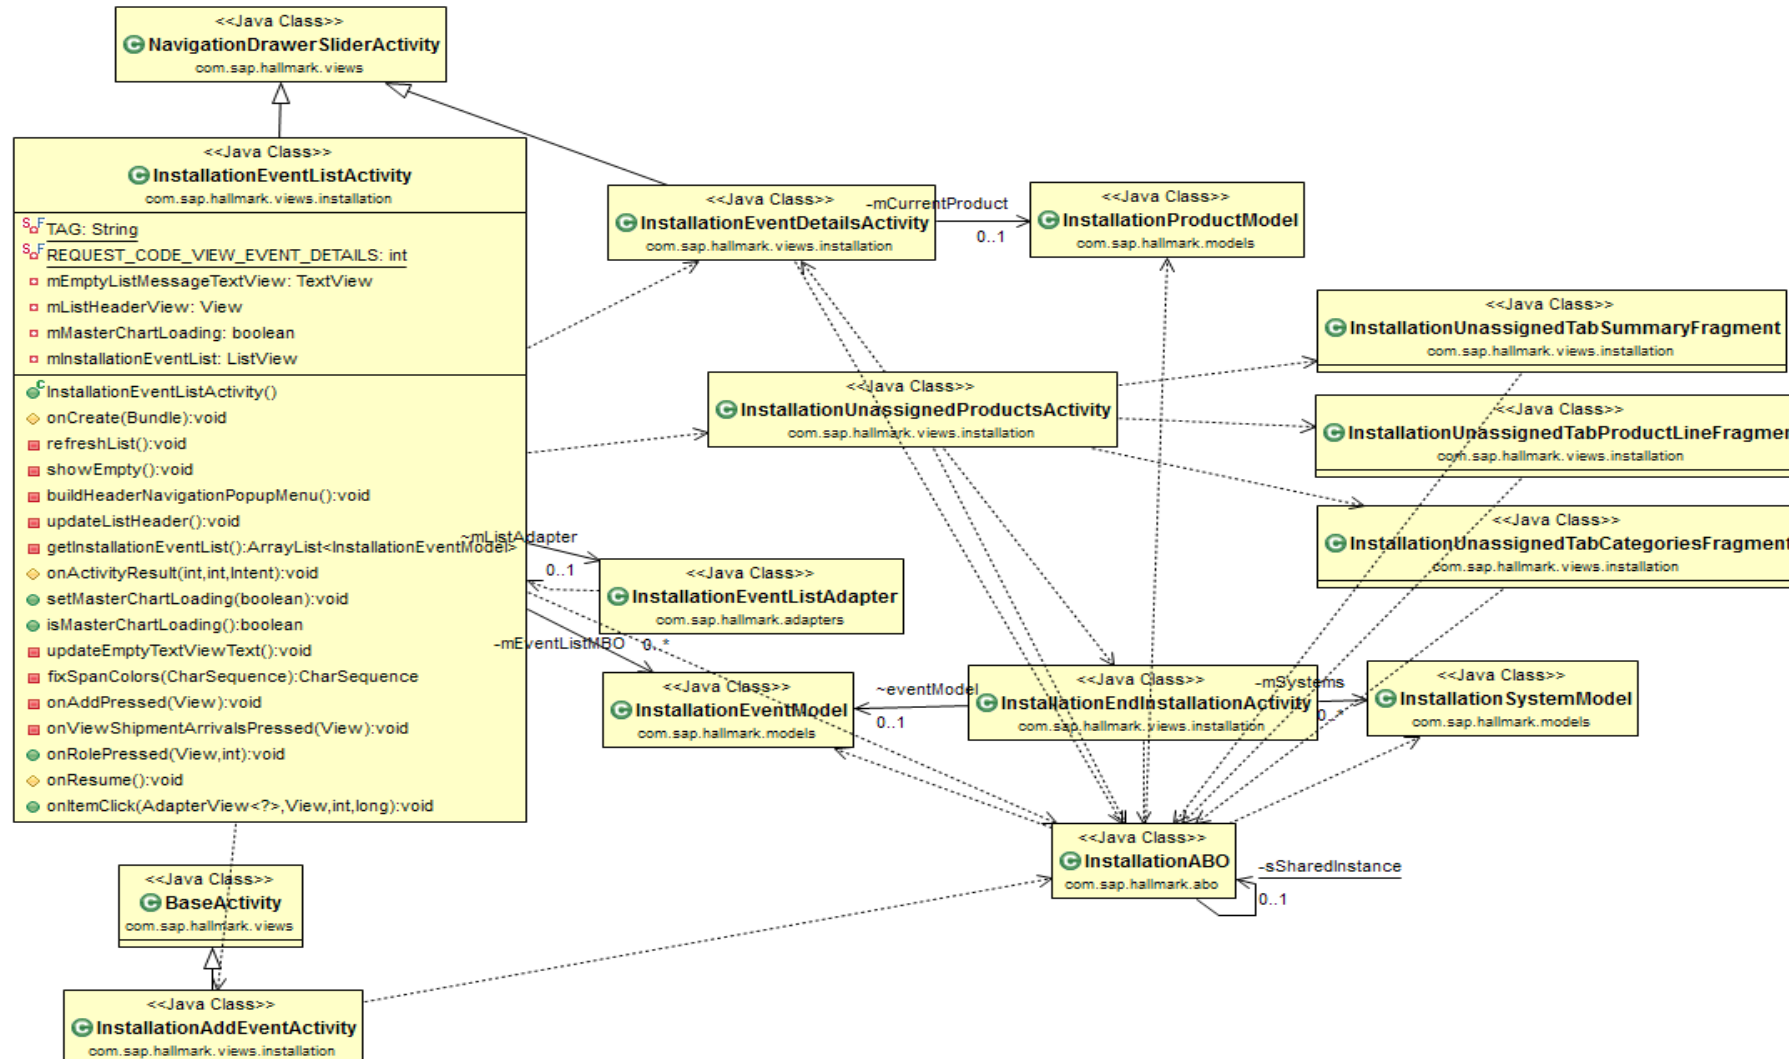 <<Java Class>>
NavigationDrawerSliderActivity
com.sap.hallmark.views
<<Java Class>>
InstallationEventListActivity
com.sap.hallmark.views.installation
TAG: String
REQUEST_CODE_VIEW_EVENT_DETAILS: int
mEmptyListMessageTextView: TextView
mListHeaderView: View
mMasterChartLoading: boolean
mInstallationEventList: ListView
InstallationEventListActivity()
onCreate(Bundle):void
refreshList():void
showEmpty():void
buildHeaderNavigationPopupMenu():void
updateListHeader():void
getInstallationEventList():ArrayList<InstallationEventModel>
onActivityResult(int,int,Intent):void
setMasterChartLoading(boolean):void
isMasterChartLoading():boolean
updateEmptyTextViewText():void
fixSpanColors(CharSequence):CharSequence
onAddPressed(View):void
onViewShipmentArrivalsPressed(View):void
onRolePressed(View,int):void
onResume():void
onItemClick(AdapterView<?>,View,int,long):void
<<Java Class>>
InstallationEventDetailsActivity
com.sap.hallmark.views.installation
-mCurrentProduct
0..1
<<Java Class>>
InstallationProductModel
com.sap.hallmark.models
<<Java Class>>
InstallationUnassignedTabSummaryFragment
com.sap.hallmark.views.installation
<<Java Class>>
InstallationUnassignedProductsActivity
com.sap.hallmark.views.installation
<<Java Class>>
InstallationUnassignedTabProductLineFragmen
com.sap.hallmark.views.installation
<<Java Class>>
InstallationUnassignedTabCategoriesFragment
com.sap.hallmark.views.installation
~mListAdapter
0..1
<<Java Class>>
InstallationEventListAdapter
com.sap.hallmark.adapters
-mEventListMBO
0..*
<<Java Class>>
InstallationEventModel
com.sap.hallmark.models
~eventModel
0..1
<<Java Class>>
InstallationEndInstallationActivity
com.sap.hallmark.views.installation
-mSystems
0..*
<<Java Class>>
InstallationSystemModel
com.sap.hallmark.models
<<Java Class>>
InstallationABO
com.sap.hallmark.abo
-sSharedInstance
0..1
<<Java Class>>
BaseActivity
com.sap.hallmark.views
<<Java Class>>
InstallationAddEventActivity
com.sap.hallmark.views.installation